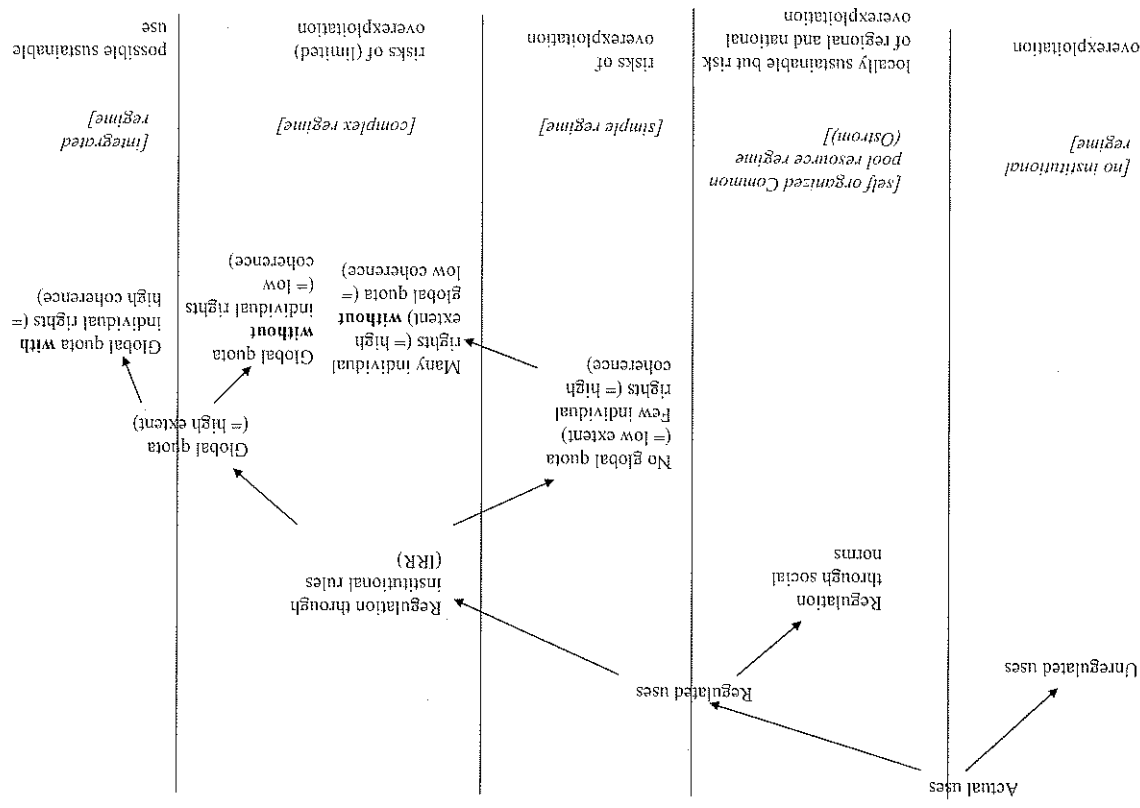 Actual uses
Unregulated uses
Regulated uses
Regulation
through social
norms
Regulation through
institutional rules
(IRR)
No global quota
(= low extent)
Few individual
rights (= high
coherence)
Global quota
(= high extent)
Many individual
rights (= high
extent) without
global quota (=
low coherence)
Global quota
without
individual rights
(= low
coherence)
Global quota with
individual rights (=
high coherence)
[no institutional
regime]
[self organized Common
pool resource regime
(Ostrom)]
[simple regime]
[complex regime]
[integrated
regime]
overexploitation
locally sustainable but risk
of regional and national
overexploitation
risks of
overexploitation
risks of (limited)
overexploitation
possible sustainable
use